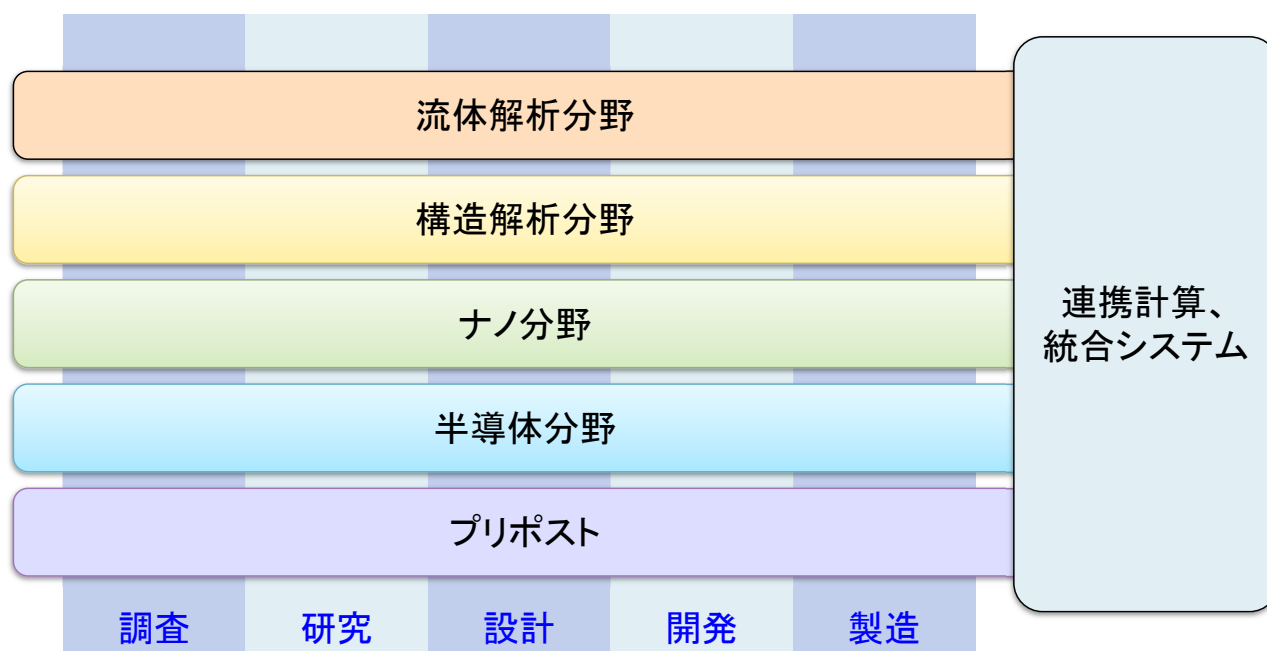 流体解析分野
構造解析分野
ナノ分野
半導体分野
プリポスト
連携計算、
統合システム
調査
研究
設計
開発
製造